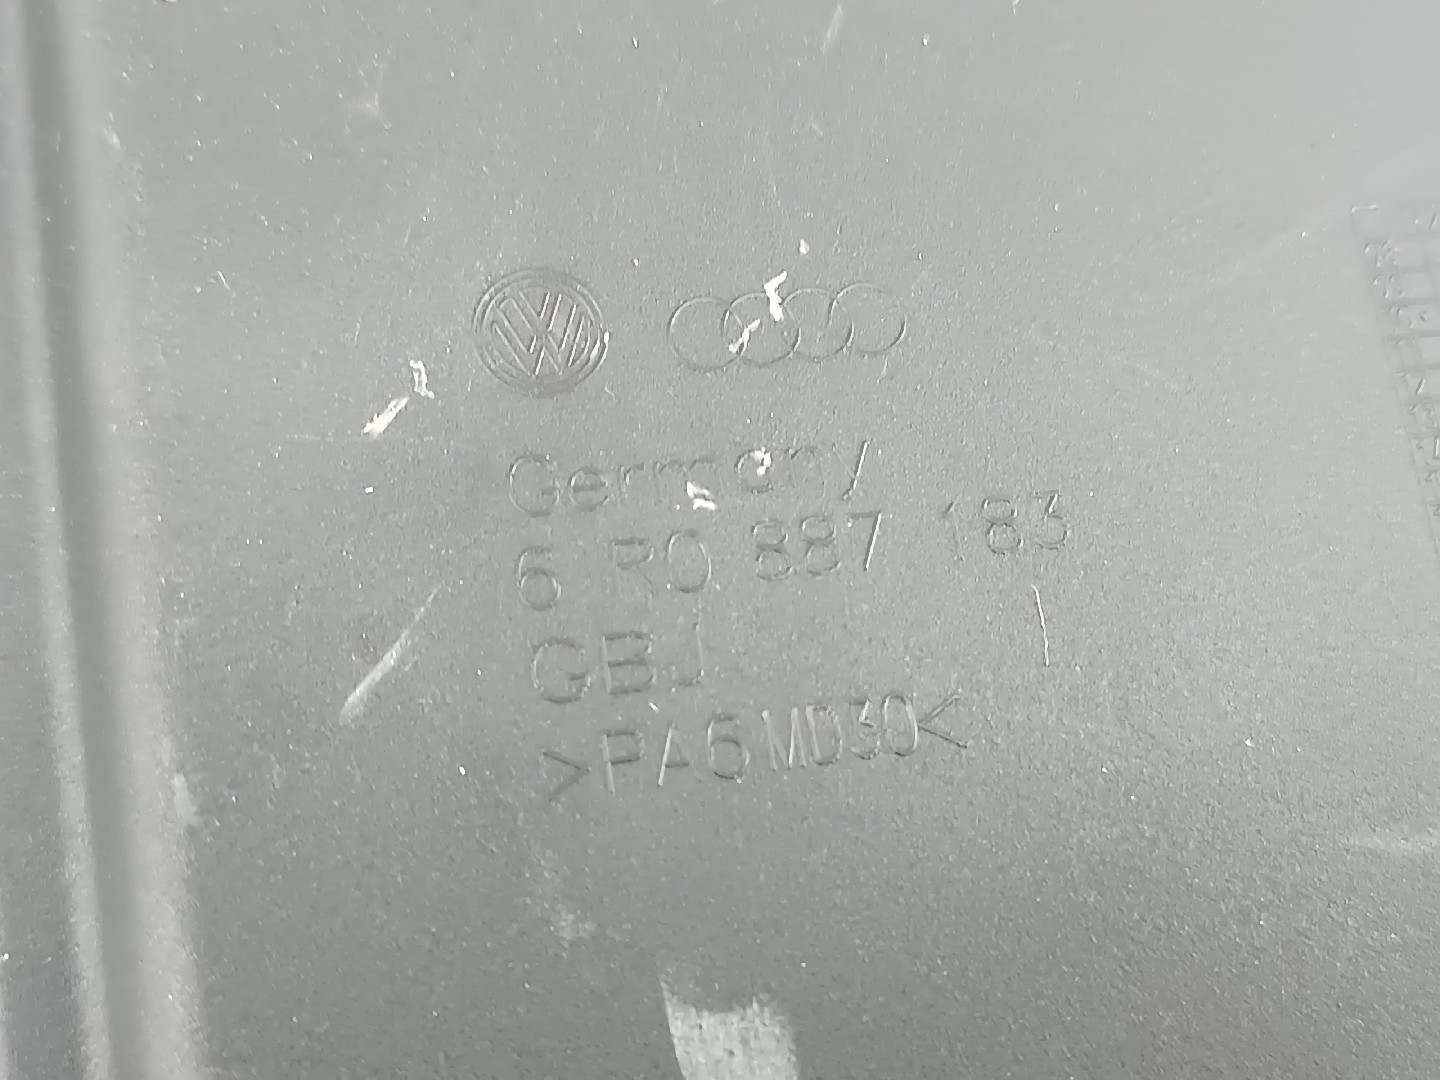 Germany
6R0 887 183
GBJ
>PA6 MD30<